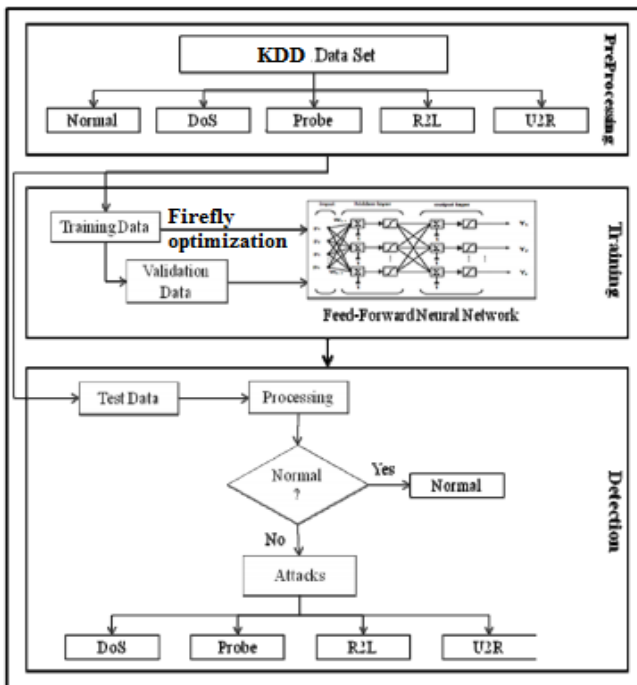 KDD Data Set
Normal
DoS
Probe
R2L
U2R
PreProcessing
Training Data
Firefly
optimization
Validation
Data
Feed-Forward Neural Network
Training
Test Data
Processing
Normal
?
Yes
Normal
No
Attacks
DoS
Probe
R2L
U2R
Detection